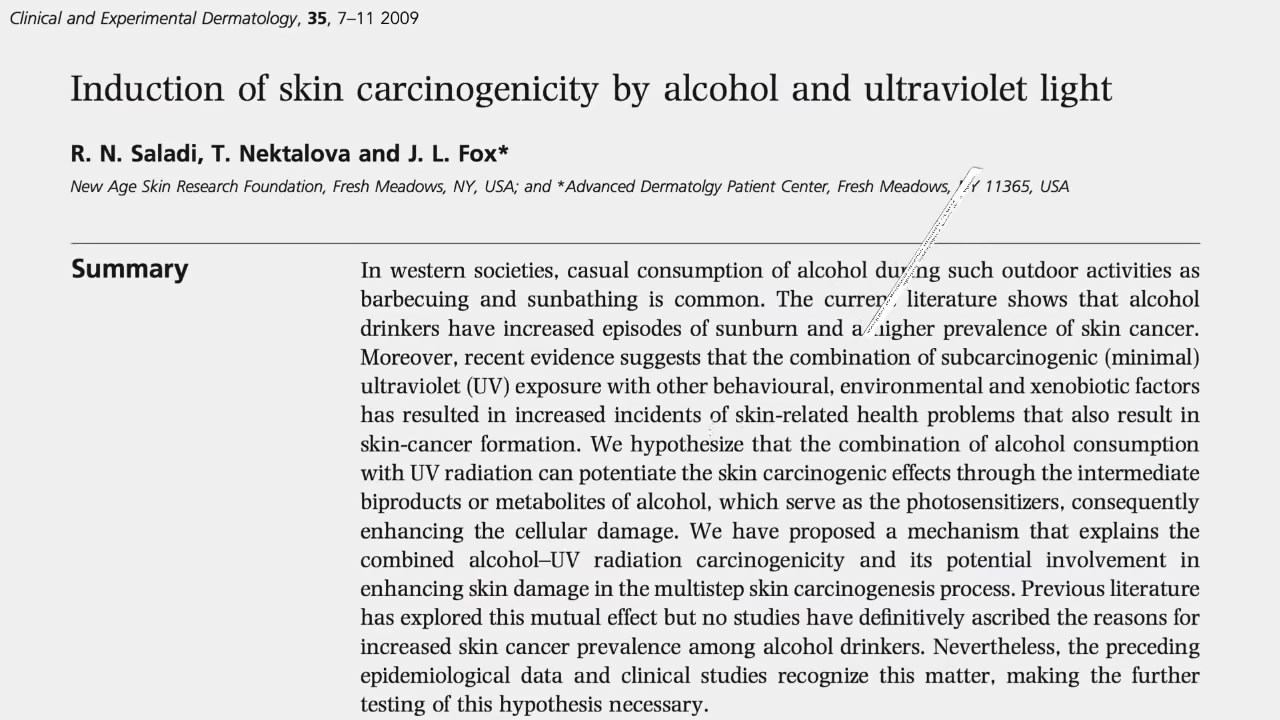 Clinical and Experimental Dermatology, 35, 7–11 2009
Induction of skin carcinogenicity by alcohol and ultraviolet light
R. N. Saladi, T. Nektalova and J. L. Fox*
New Age Skin Research Foundation, Fresh Meadows, NY, USA; and *Advanced Dermatolgy Patient Center, Fresh Meadows, NY 11365, USA
Summary
In western societies, casual consumption of alcohol during such outdoor activities as
barbecuing and sunbathing is common. The current literature shows that alcohol
drinkers have increased episodes of sunburn and a higher prevalence of skin cancer.
Moreover, recent evidence suggests that the combination of subcarcinogenic (minimal)
ultraviolet (UV) exposure with other behavioural, environmental and xenobiotic factors
has resulted in increased incidents of skin-related health problems that also result in
skin-cancer formation. We hypothesize that the combination of alcohol consumption
with UV radiation can potentiate the skin carcinogenic effects through the intermediate
biproducts or metabolites of alcohol, which serve as the photosensitizers, consequently
enhancing the cellular damage. We have proposed a mechanism that explains the
combined alcohol–UV radiation carcinogenicity and its potential involvement in
enhancing skin damage in the multistep skin carcinogenesis process. Previous literature
has explored this mutual effect but no studies have definitively ascribed the reasons for
increased skin cancer prevalence among alcohol drinkers. Nevertheless, the preceding
epidemiological data and clinical studies recognize this matter, making the further
testing of this hypothesis necessary.